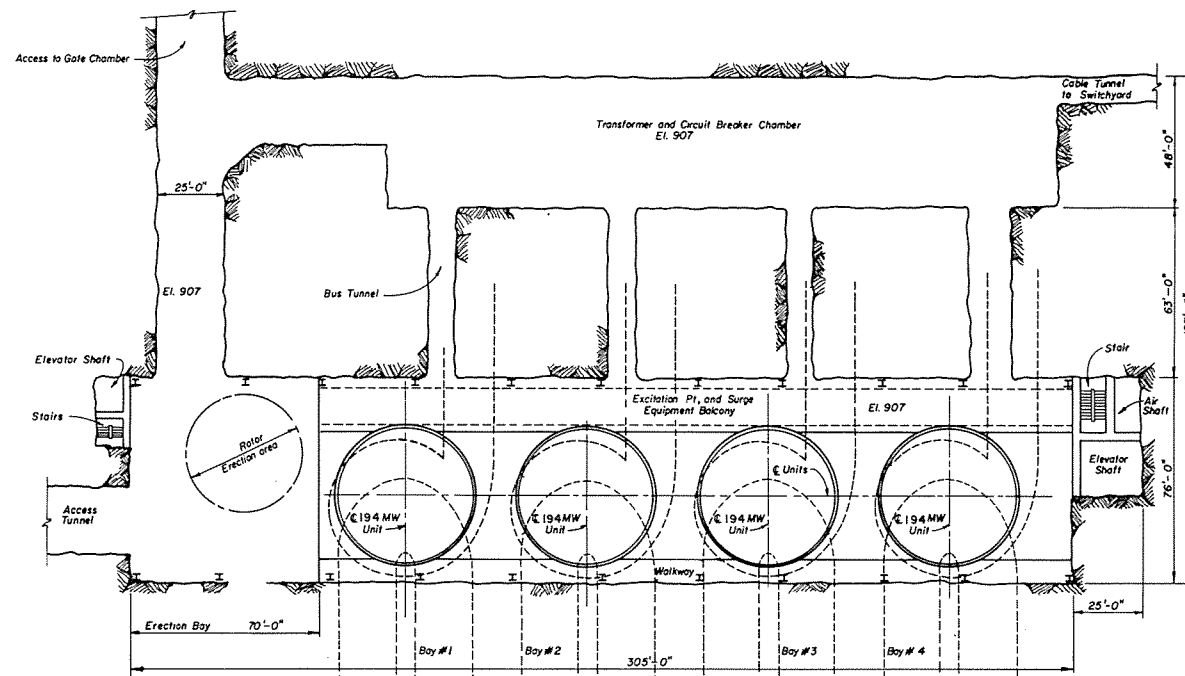 Access to Gate Chamber
Cable Tunnel
to Switchyard
Transformer and Circuit Breaker Chamber
El. 907
48'-0"
25'-0"
El. 907
Bus Tunnel
63'-0"
Elevator Shaft
Stair
Stairs
Excitation Pt, and Surge
Equipment Balcony
El. 907
Air
Shaft
Rotor
Erection area
℄ Units
Elevator
Shaft
76'-0"
Access
Tunnel
℄ 194 MW
Unit
℄ 194 MW
Unit
℄ 194 MW
Unit
℄ 194 MW
Unit
Walkway
25'-0"
Erection Bay
70'-0"
Bay #1
Bay #2
Bay #3
Bay #4
305'-0"